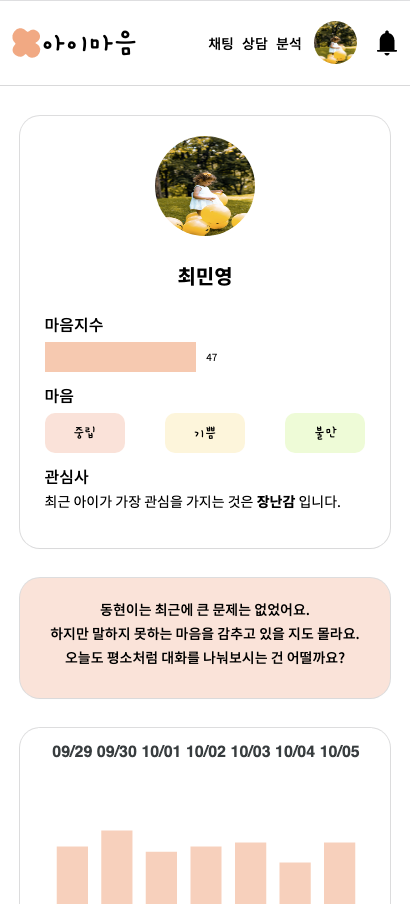 아이마음
채팅 상담 분석
최민영
마음지수
47
마음
중립 기쁨 불만
관심사
최근 아이가 가장 관심을 가지는 것은 장난감 입니다.
동현이는 최근에 큰 문제는 없었어요.
하지만 말하지 못하는 마음을 감추고 있을 지도 몰라요.
오늘도 평소처럼 대화를 나눠보시는 건 어떨까요?
09/29 09/30 10/01 10/02 10/03 10/04 10/05